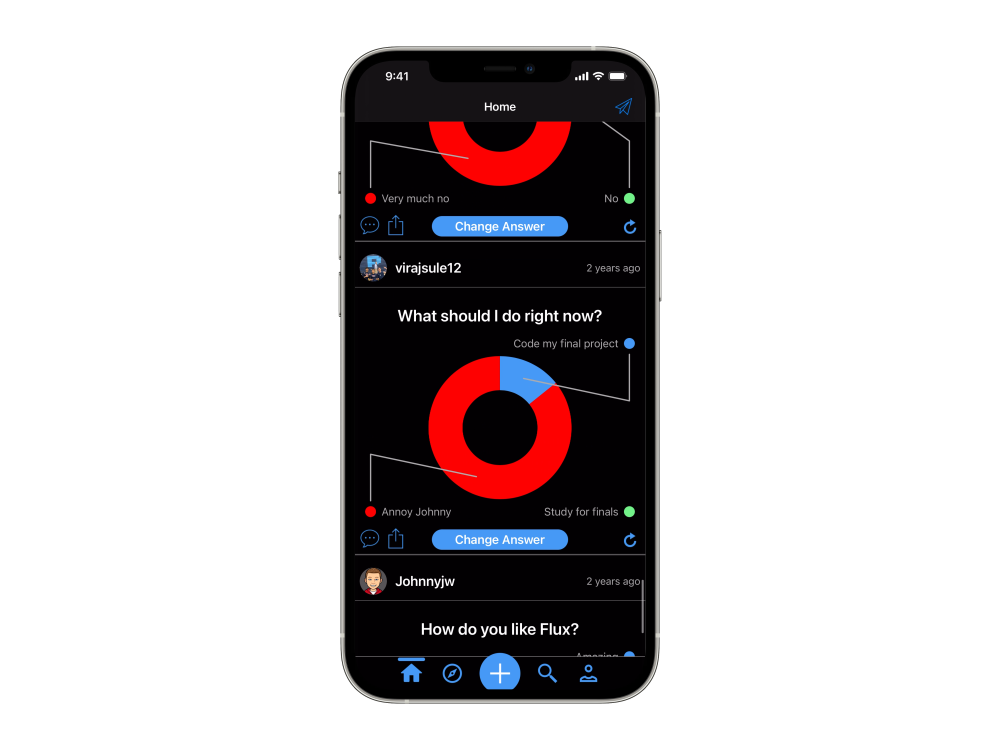 9:41
Home
Very much no
No
Change Answer
virajsule12
2 years ago
What should I do right now?
Code my final project
Annoy Johnny
Study for finals
Change Answer
Johnnyjw
2 years ago
How do you like Flux?
Amazing